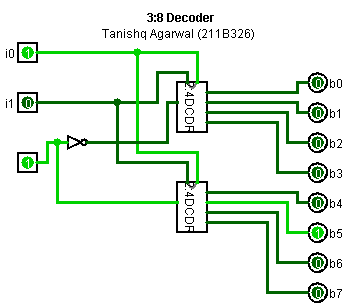 3:8 Decoder
Tanishq Agarwal (211B326)
i0 1
i1 0
1
2:4DCDR
2:4DCDR
0 b0
0 b1
0 b2
0 b3
0 b4
1 b5
0 b6
0 b7